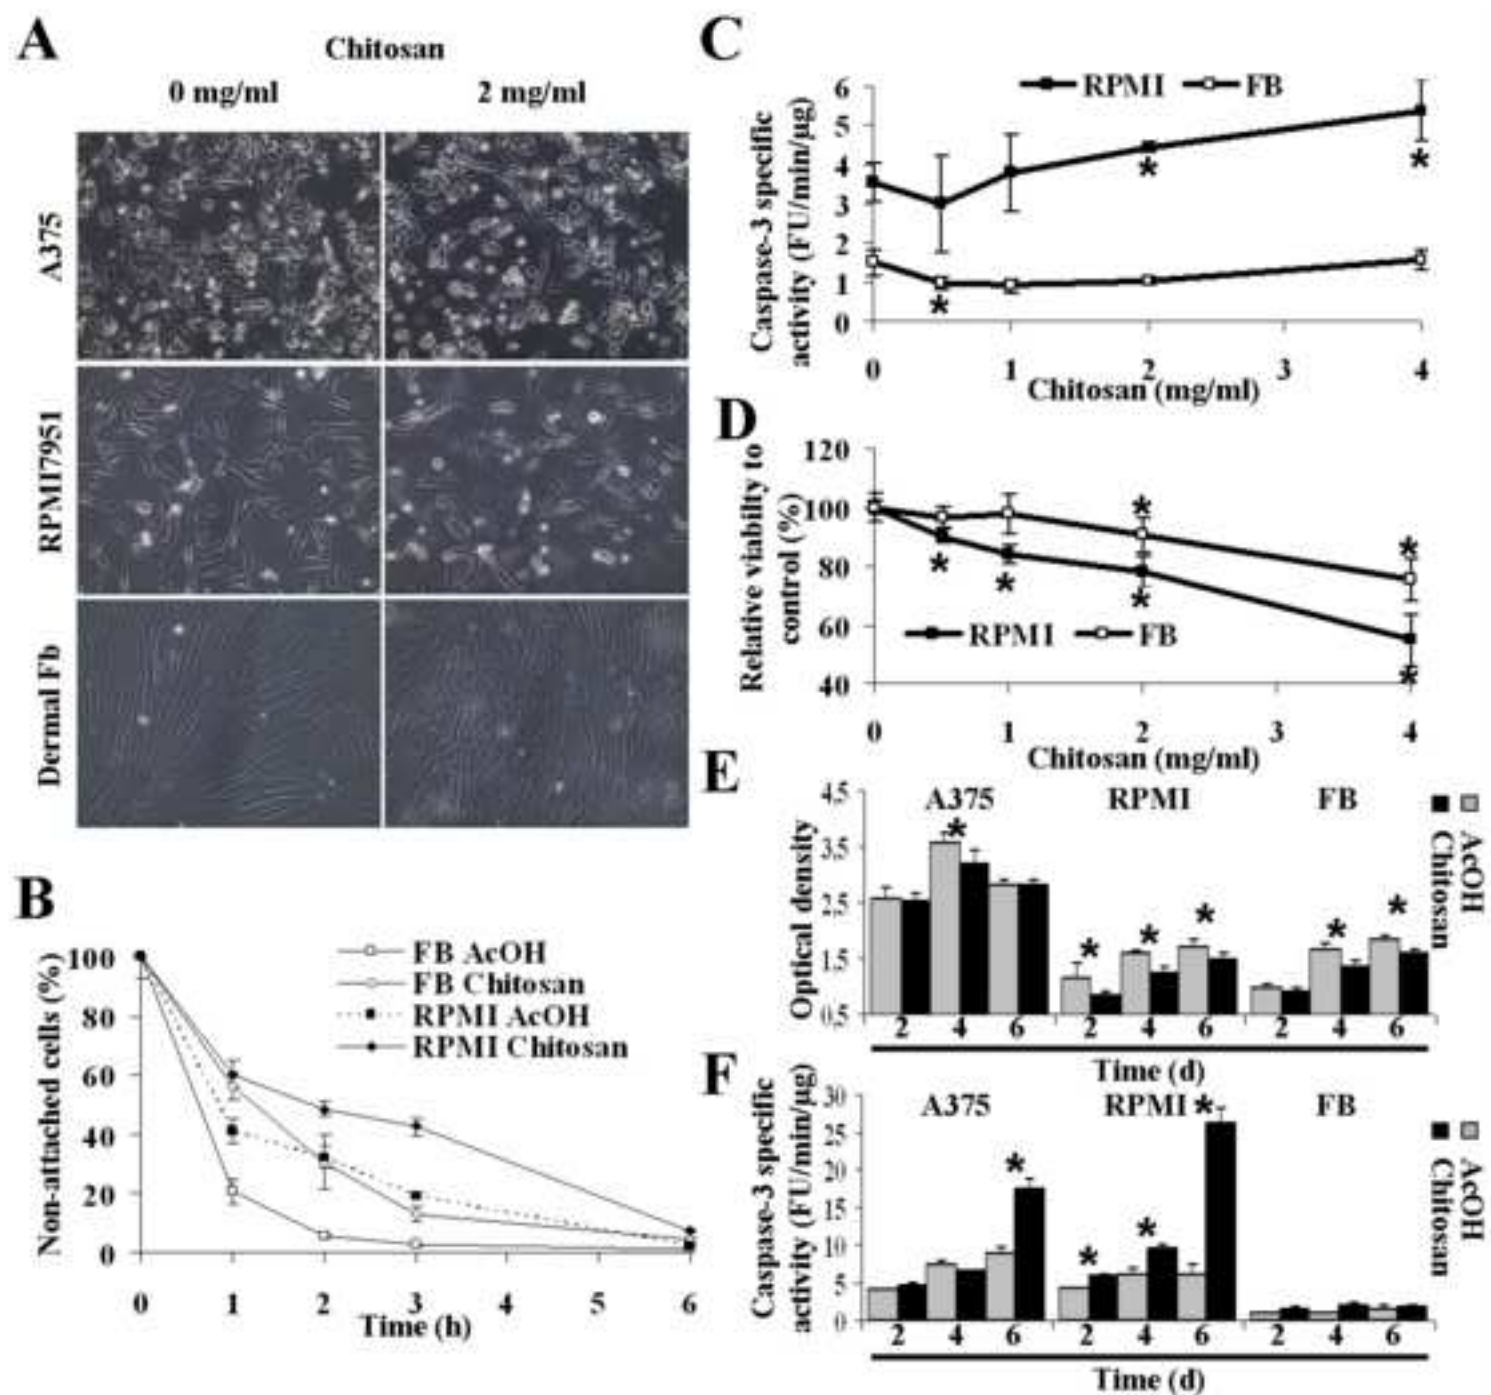 A
Chitosan
0 mg/ml
2 mg/ml
A375
RPMI7951
Dermal Fb
B
Non-attached cells (%)
100
80
60
40
20
0
FB AcOH
FB Chitosan
RPMI AcOH
RPMI Chitosan
0 1 2 3 4 5 6
Time (h)
C
Caspase-3 specific
activity (FU/min/µg)
6
5
4
3
2
1
0
RPMI FB
*
*
*
0 1 2 3 4
Chitosan (mg/ml)
D
Relative viabilty to
control (%)
120
100
80
60
40
* *
* * * *
RPMI FB
0 1 2 3 4
Chitosan (mg/ml)
E
Optical density
4,5
3,5
2,5
1,5
0,5
A375 RPMI FB
* * * * * *
AcOH
Chitosan
2 4 6 2 4 6 2 4 6
Time (d)
F
Caspase-3 specific
activity (FU/min/µg)
30
25
20
15
10
5
0
A375 RPMI FB
* * * *
AcOH
Chitosan
2 4 6 2 4 6 2 4 6
Time (d)